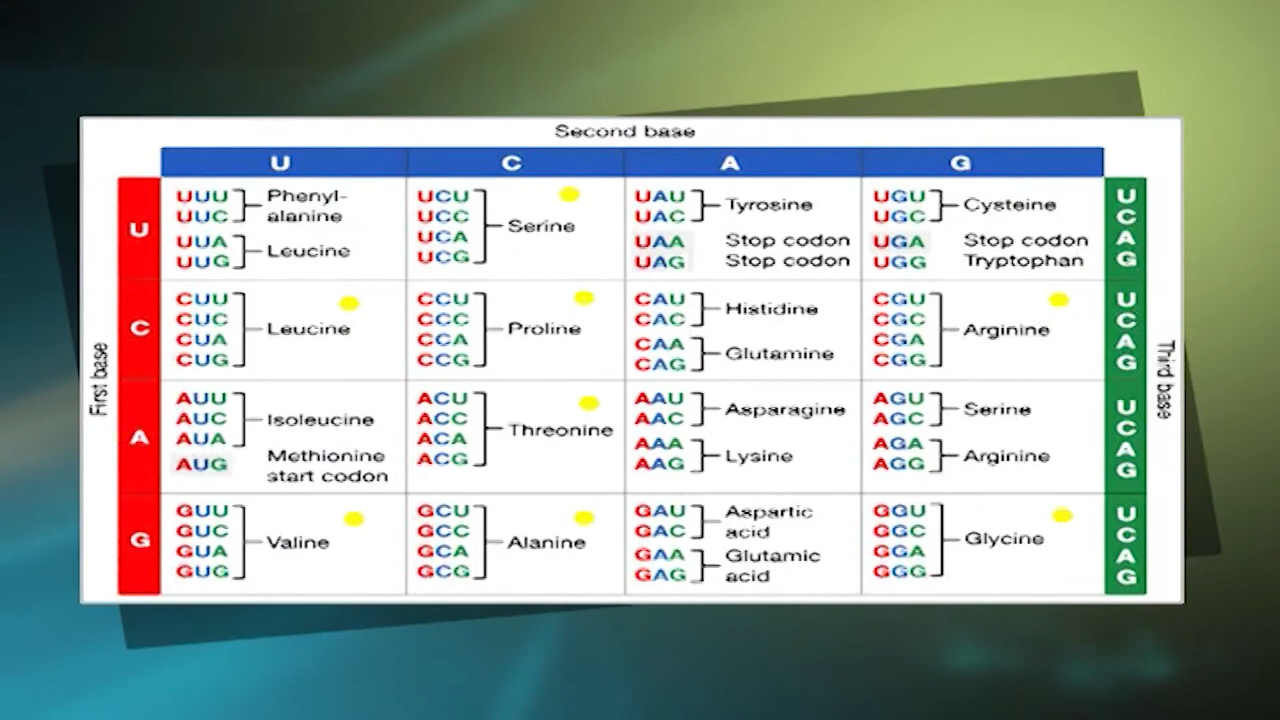 Second base
U C A G
First base
Third base
U
UUU Phenyl-
UUC alanine
UUA
UUG Leucine
UCU
UCC Serine
UCA
UCG
UAU Tyrosine
UAC
UAA Stop codon
UAG Stop codon
UGU Cysteine
UGC
UGA Stop codon
UGG Tryptophan
U
C
A
G
C
CUU
CUC Leucine
CUA
CUG
CCU
CCC Proline
CCA
CCG
CAU Histidine
CAC
CAA Glutamine
CAG
CGU
CGC Arginine
CGA
CGG
U
C
A
G
A
AUU
AUC Isoleucine
AUA
AUG Methionine
start codon
ACU
ACC Threonine
ACA
ACG
AAU Asparagine
AAC
AAA Lysine
AAG
AGU Serine
AGC
AGA Arginine
AGG
U
C
A
G
G
GUU
GUC Valine
GUA
GUG
GCU
GCC Alanine
GCA
GCG
GAU Aspartic
GAC acid
GAA Glutamic
GAG acid
GGU
GGC Glycine
GGA
GGG
U
C
A
G